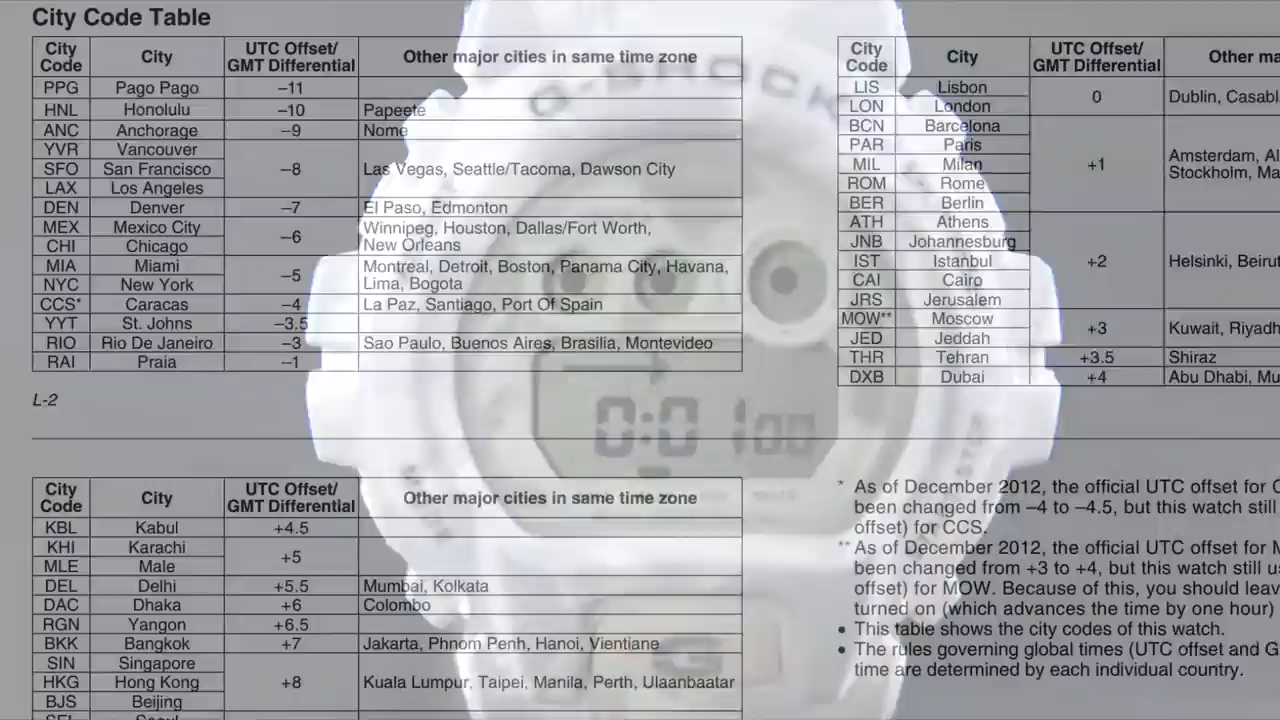 City Code Table
City Code City UTC Offset/ GMT Differential Other major cities in same time zone
PPG Pago Pago –11
HNL Honolulu –10 Papeete
ANC Anchorage –9 Nome
YVR Vancouver
SFO San Francisco –8 Las Vegas, Seattle/Tacoma, Dawson City
LAX Los Angeles
DEN Denver –7 El Paso, Edmonton
MEX Mexico City –6 Winnipeg, Houston, Dallas/Fort Worth,
CHI Chicago New Orleans
MIA Miami –5 Montreal, Detroit, Boston, Panama City, Havana,
NYC New York Lima, Bogota
CCS* Caracas –4 La Paz, Santiago, Port Of Spain
YYT St. Johns –3.5
RIO Rio De Janeiro –3 Sao Paulo, Buenos Aires, Brasilia, Montevideo
RAI Praia –1
L-2
City Code City UTC Offset/ GMT Differential Other ma
LIS Lisbon 0 Dublin, Casabl
LON London
BCN Barcelona
PAR Paris +1 Amsterdam, Al
MIL Milan Stockholm, Ma
ROM Rome
BER Berlin
ATH Athens
JNB Johannesburg
IST Istanbul +2 Helsinki, Beirut
CAI Cairo
JRS Jerusalem
MOW** Moscow +3 Kuwait, Riyadh
JED Jeddah
THR Tehran +3.5 Shiraz
DXB Dubai +4 Abu Dhabi, Mu
G-SHOCK
0:0 100
City Code City UTC Offset/ GMT Differential Other major cities in same time zone
KBL Kabul +4.5
KHI Karachi +5
MLE Male
DEL Delhi +5.5 Mumbai, Kolkata
DAC Dhaka +6 Colombo
RGN Yangon +6.5
BKK Bangkok +7 Jakarta, Phnom Penh, Hanoi, Vientiane
SIN Singapore
HKG Hong Kong +8 Kuala Lumpur, Taipei, Manila, Perth, Ulaanbaatar
BJS Beijing
SEL Seoul
* As of December 2012, the official UTC offset for C
been changed from –4 to –4.5, but this watch still
offset) for CCS.
** As of December 2012, the official UTC offset for M
been changed from +3 to +4, but this watch still us
offset) for MOW. Because of this, you should leav
turned on (which advances the time by one hour)
• This table shows the city codes of this watch.
• The rules governing global times (UTC offset and G
time are determined by each individual country.
G